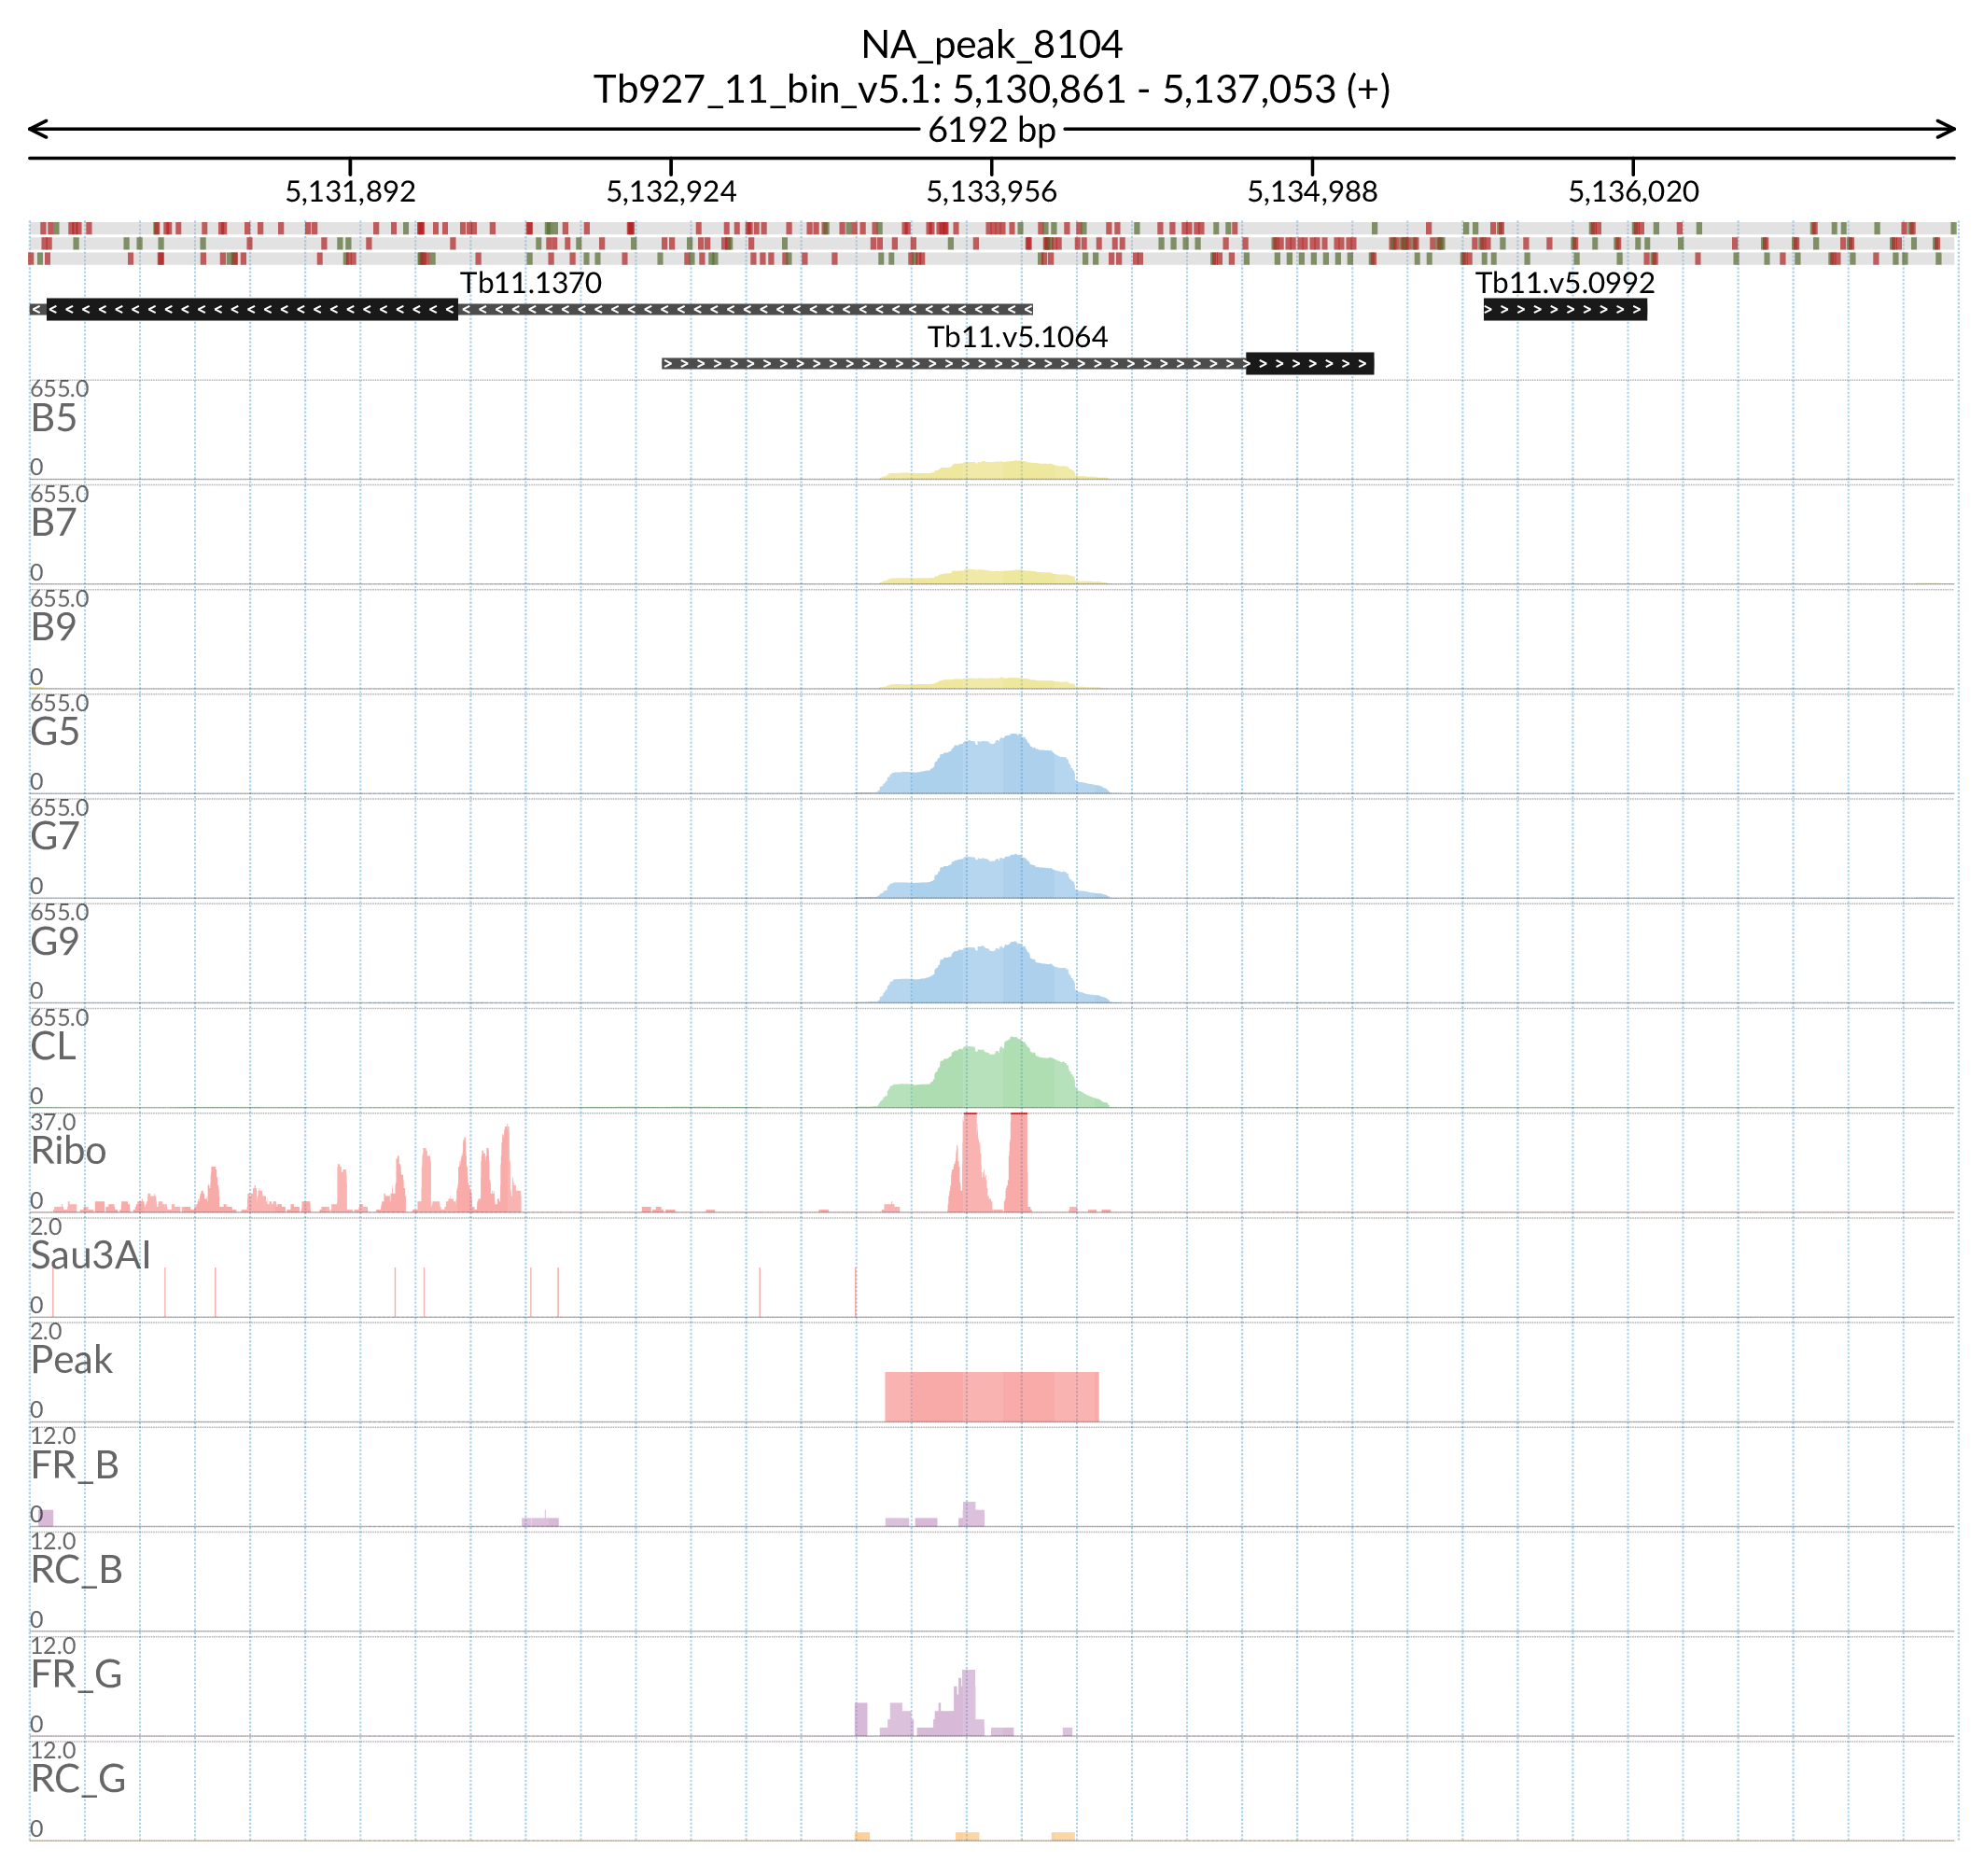 NA_peak_8104
Tb927_11_bin_v5.1: 5,130,861 - 5,137,053 (+)
6192 bp
5,131,892 5,132,924 5,133,956 5,134,988 5,136,020
Tb11.1370 Tb11.v5.0992
Tb11.v5.1064
655.0
B5
0
655.0
B7
0
655.0
B9
0
655.0
G5
0
655.0
G7
0
655.0
G9
0
655.0
CL
0
37.0
Ribo
0
2.0
Sau3AI
0
2.0
Peak
0
12.0
FR_B
0
12.0
RC_B
0
12.0
FR_G
0
12.0
RC_G
0